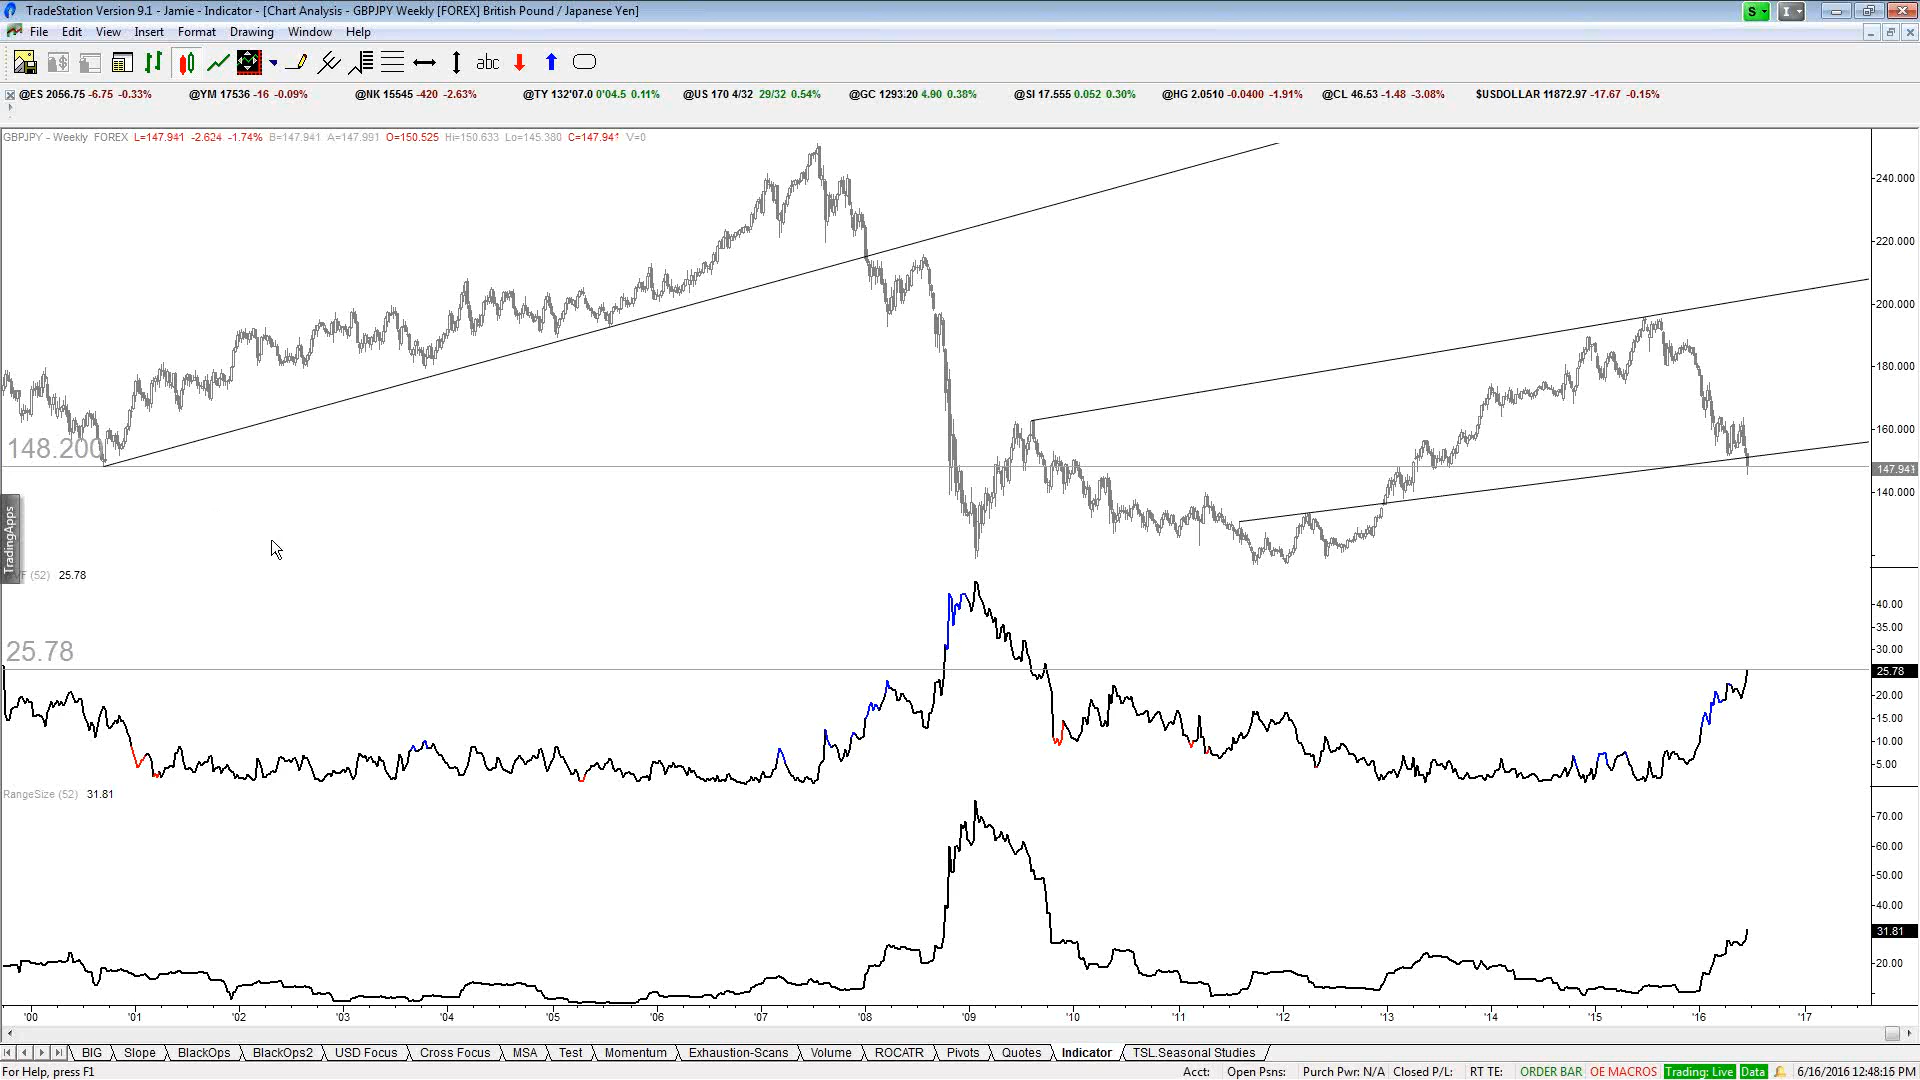 TradeStation Version 9.1 - Jamie - Indicator - [Chart Analysis - GBPJPY Weekly [FOREX] British Pound / Japanese Yen]
S I
File Edit View Insert Format Drawing Window Help
abc
@ES 2056.75 -6.75 -0.33% @YM 17536 -16 -0.09% @NK 15545 -420 -2.63% @TY 132'07.0 0'04.5 0.11% @US 170 4/32 29/32 0.54% @GC 1293.20 4.90 0.38% @SI 17.555 0.052 0.30% @HG 2.0510 -0.0400 -1.91% @CL 46.53 -1.48 -3.08% $USDOLLAR 11872.97 -17.67 -0.15%
GBPJPY - Weekly FOREX L=147.941 -2.624 -1.74% B=147.941 A=147.991 O=150.525 Hi=150.633 Lo=145.380 C=147.941 V=0
240.000
220.000
200.000
180.000
160.000
148.200
147.941
140.000
TradingApps
(52) 25.78
40.00
35.00
30.00
25.78
25.78
20.00
15.00
10.00
5.00
RangeSize (52) 31.81
70.00
60.00
50.00
40.00
31.81
20.00
'00 '01 '02 '03 '04 '05 '06 '07 '08 '09 '10 '11 '12 '13 '14 '15 '16 '17
BIG Slope BlackOps BlackOps2 USD Focus Cross Focus MSA Test Momentum Exhaustion-Scans Volume ROCATR Pivots Quotes Indicator TSL.Seasonal Studies
For Help, press F1 Acct: Open Psns: Purch Pwr: N/A Closed P/L: RT TE: ORDER BAR OE MACROS Trading: Live Data 6/16/2016 12:48:15 PM